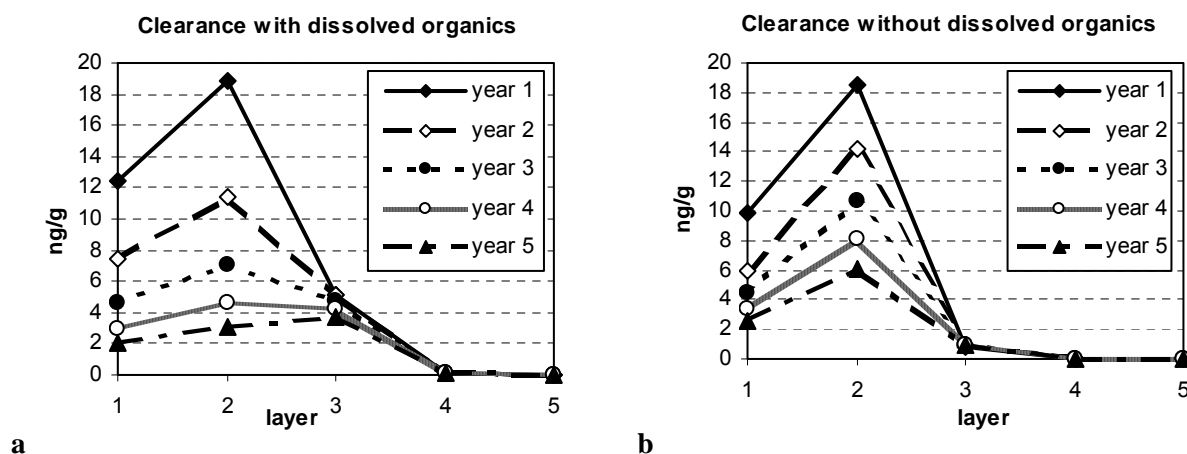 Clearance with dissolved organics
20
18
16
14
12
10
8
6
4
2
0
ng/g
1 2 3 4 5
layer
year 1
year 2
year 3
year 4
year 5
a
Clearance without dissolved organics
20
18
16
14
12
10
8
6
4
2
0
ng/g
1 2 3 4 5
layer
year 1
year 2
year 3
year 4
year 5
b